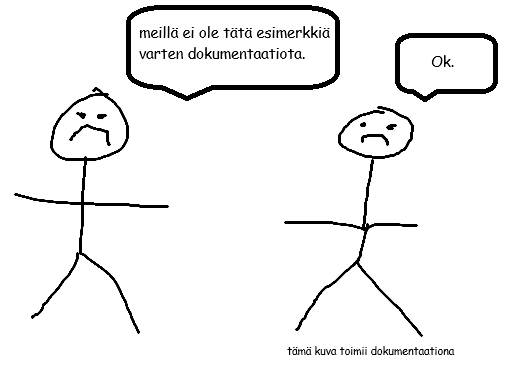 meillä ei ole tätä esimerkkiä
varten dokumentaatiota.
Ok.
tämä kuva toimii dokumentaationa